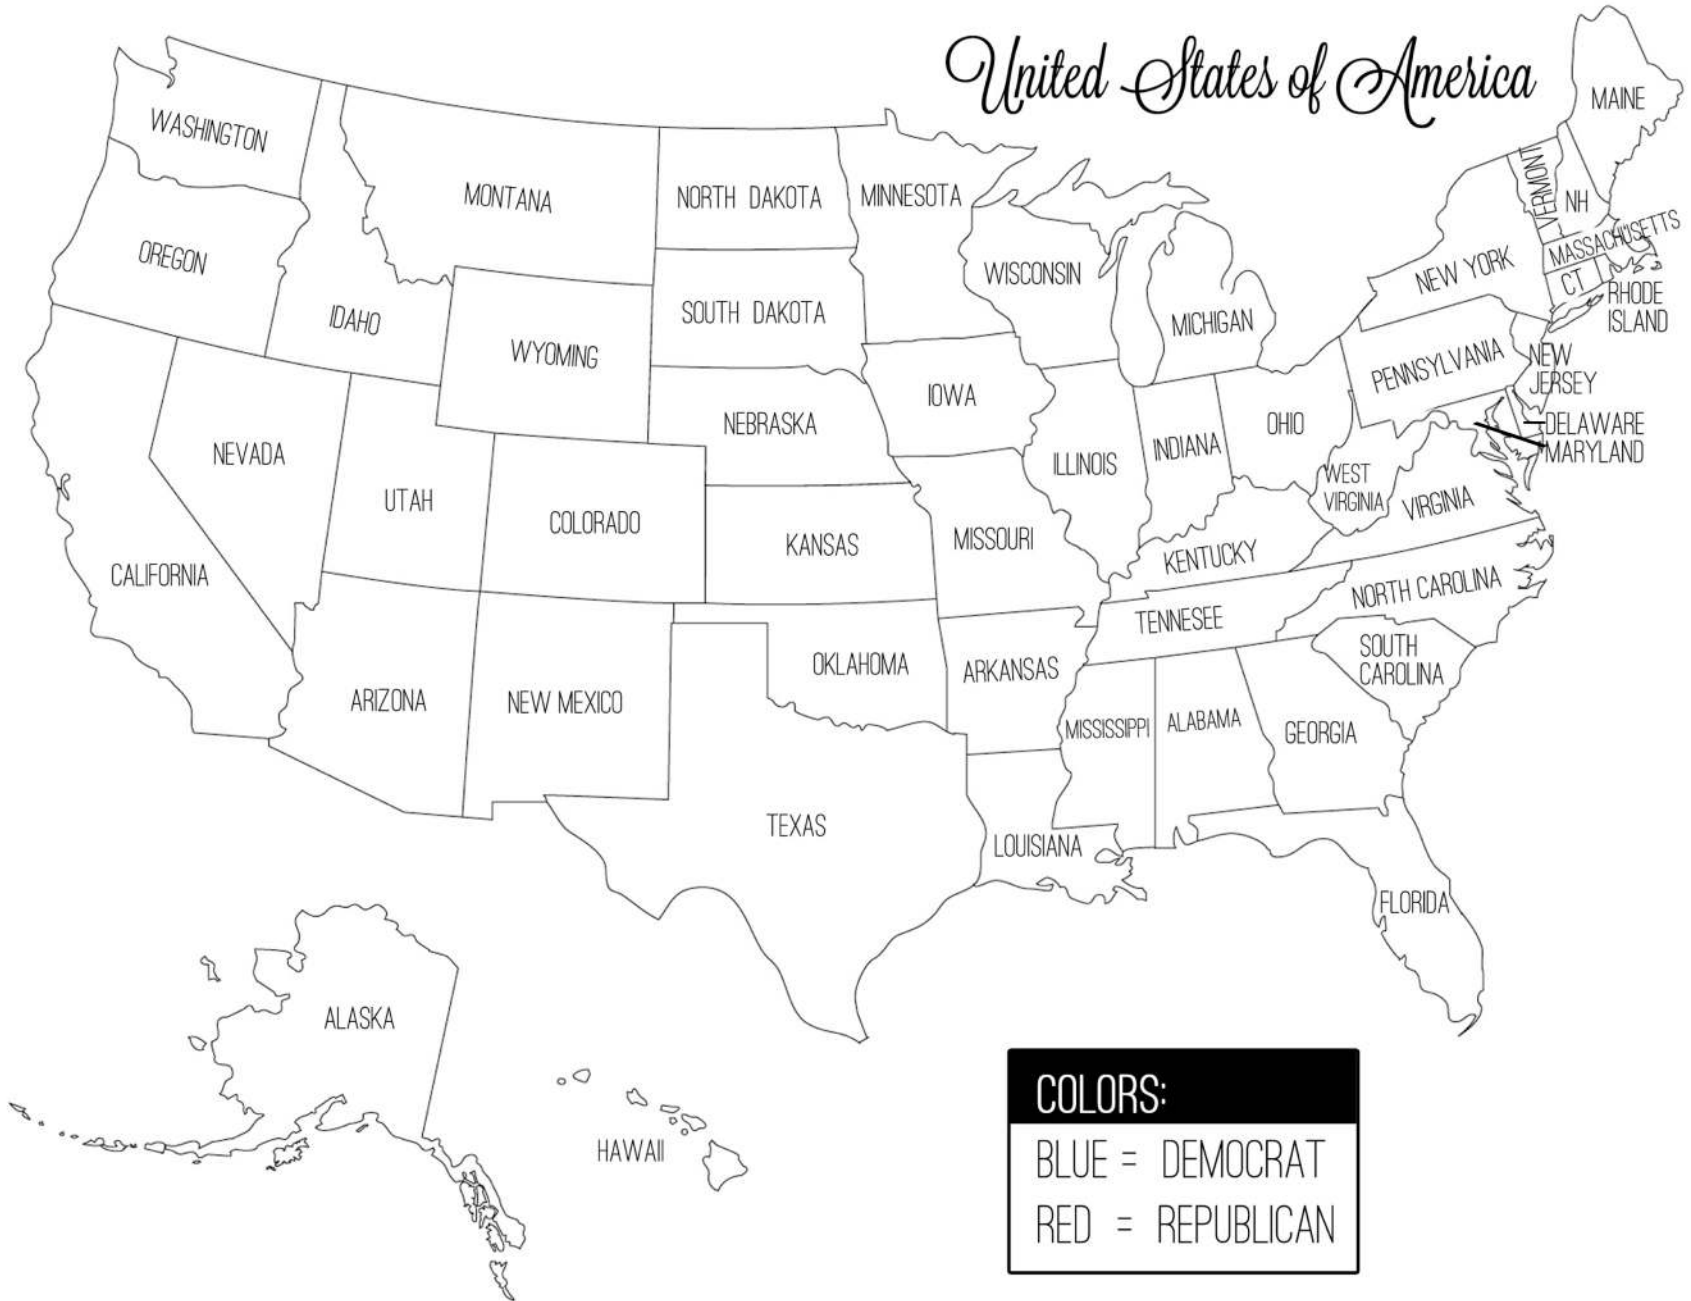 United States of America
MAINE
WASHINGTON
VERMONT
MONTANA
NORTH DAKOTA
MINNESOTA
NH
MASSACHUSETTS
OREGON
WISCONSIN
NEW YORK
CT
RHODE
ISLAND
IDAHO
SOUTH DAKOTA
MICHIGAN
WYOMING
PENNSYLVANIA
NEW
JERSEY
IOWA
NEBRASKA
OHIO
DELAWARE
MARYLAND
NEVADA
ILLINOIS
INDIANA
WEST
VIRGINIA
UTAH
COLORADO
VIRGINIA
KANSAS
MISSOURI
KENTUCKY
CALIFORNIA
NORTH CAROLINA
TENNESEE
OKLAHOMA
ARKANSAS
SOUTH
CAROLINA
ARIZONA
NEW MEXICO
MISSISSIPPI
ALABAMA
GEORGIA
TEXAS
LOUISIANA
FLORIDA
ALASKA
HAWAII
COLORS:
BLUE = DEMOCRAT
RED = REPUBLICAN